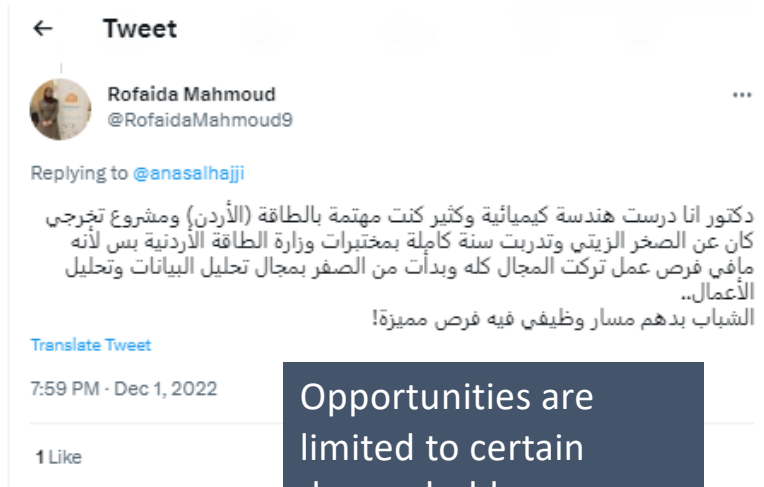 ← Tweet
Rofaida Mahmoud
@RofaidaMahmoud9
Replying to @anasalhajji
دكتور انا درست هندسة كيميائية وكثير كنت مهتمة بالطاقة (الأردن) ومشروع تخرجي
كان عن الصخر الزيتي وتدربت سنة كاملة بمختبرات وزارة الطاقة الأردنية بس لأنه
مافي فرص عمل تركت المجال كله وبدأت من الصفر بمجال تحليل البيانات وتحليل
الأعمال..
الشباب بدهم مسار وظيفي فيه فرص مميزة!
Translate Tweet
7:59 PM · Dec 1, 2022
1 Like
Opportunities are
limited to certain